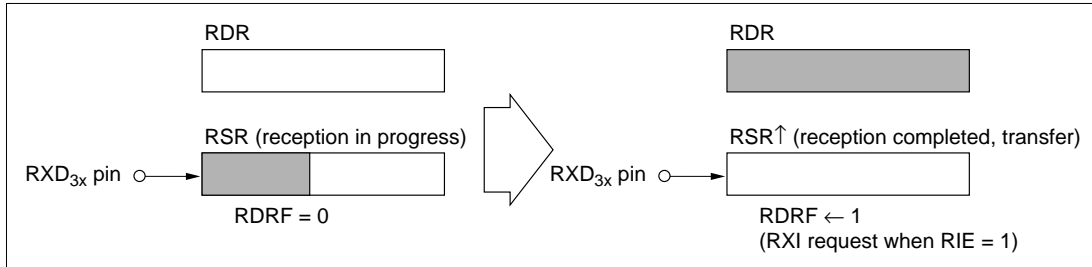 RDR
RSR (reception in progress)
RXD3x pin
RDRF = 0
RDR
RSR↑ (reception completed, transfer)
RXD3x pin
RDRF ← 1
(RXI request when RIE = 1)